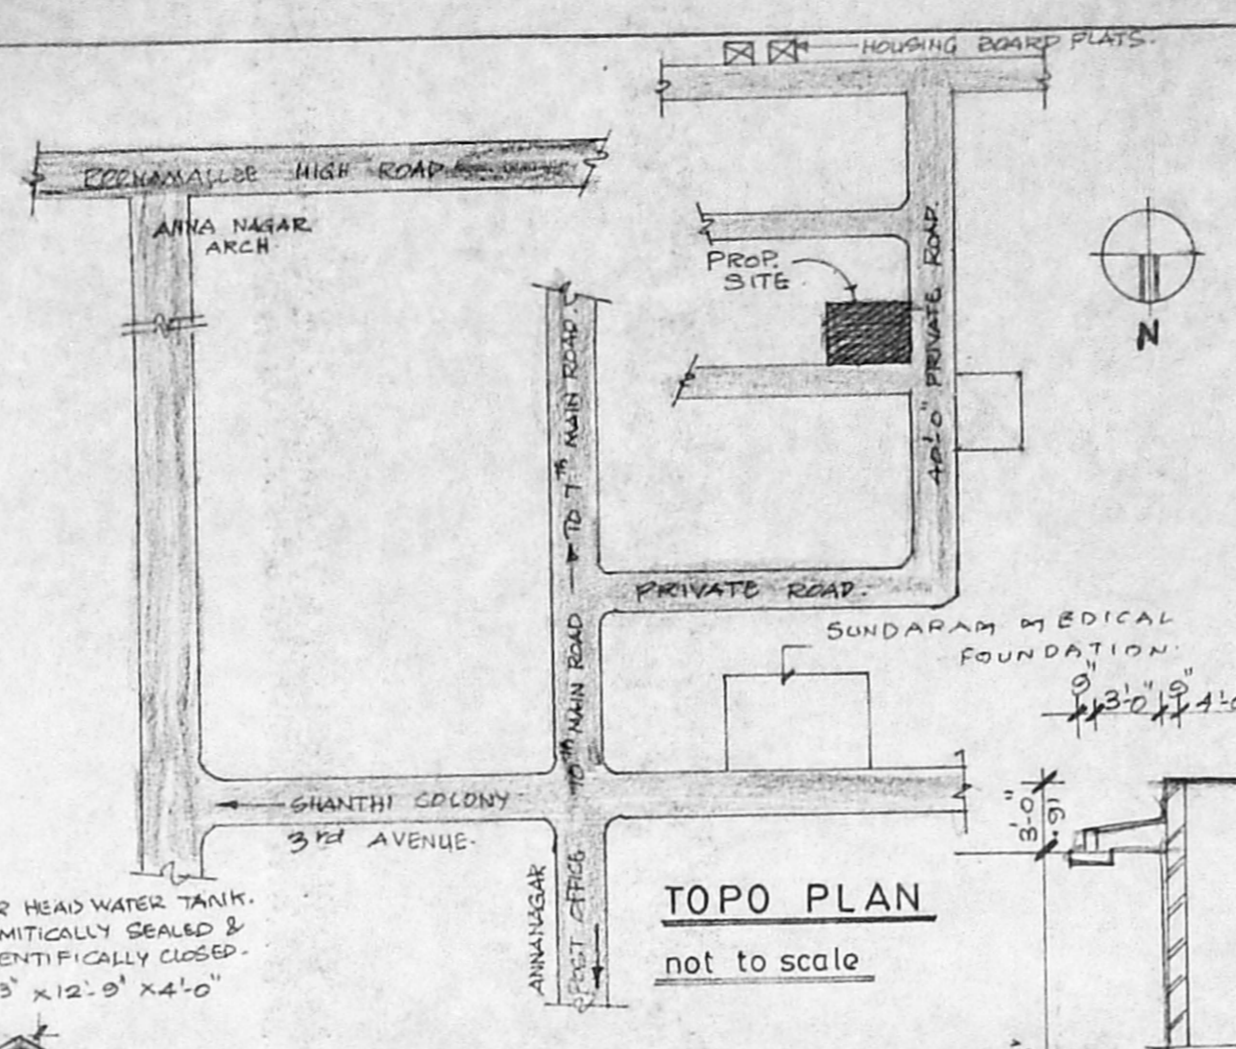 HOUSING BOARD FLATS.
POONAMALLEE HIGH ROAD
ANNA NAGAR
ARCH.
PROP.
SITE.
40'-0" PRIVATE ROAD.
N
TO 7th MAIN ROAD.
PRIVATE ROAD.
10th MAIN ROAD
SUNDARAM MEDICAL
FOUNDATION.
9" 3'-0" 9"
SHANTHI COLONY
3rd AVENUE.
3'-0"
.91
ANNANAGAR
POST OFFICE
TOPO PLAN
not to scale
R HEAD WATER TANK.
MITICALLY SEALED &
ENTIFICALLY CLOSED.
3" x12'-9" x4'-0"